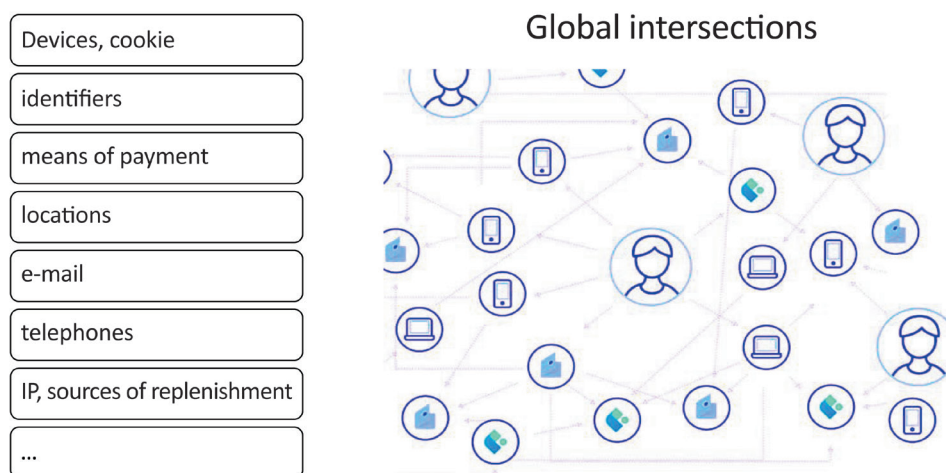 Global intersections
Devices, cookie
identifiers
means of payment
locations
e-mail
telephones
IP, sources of replenishment
...